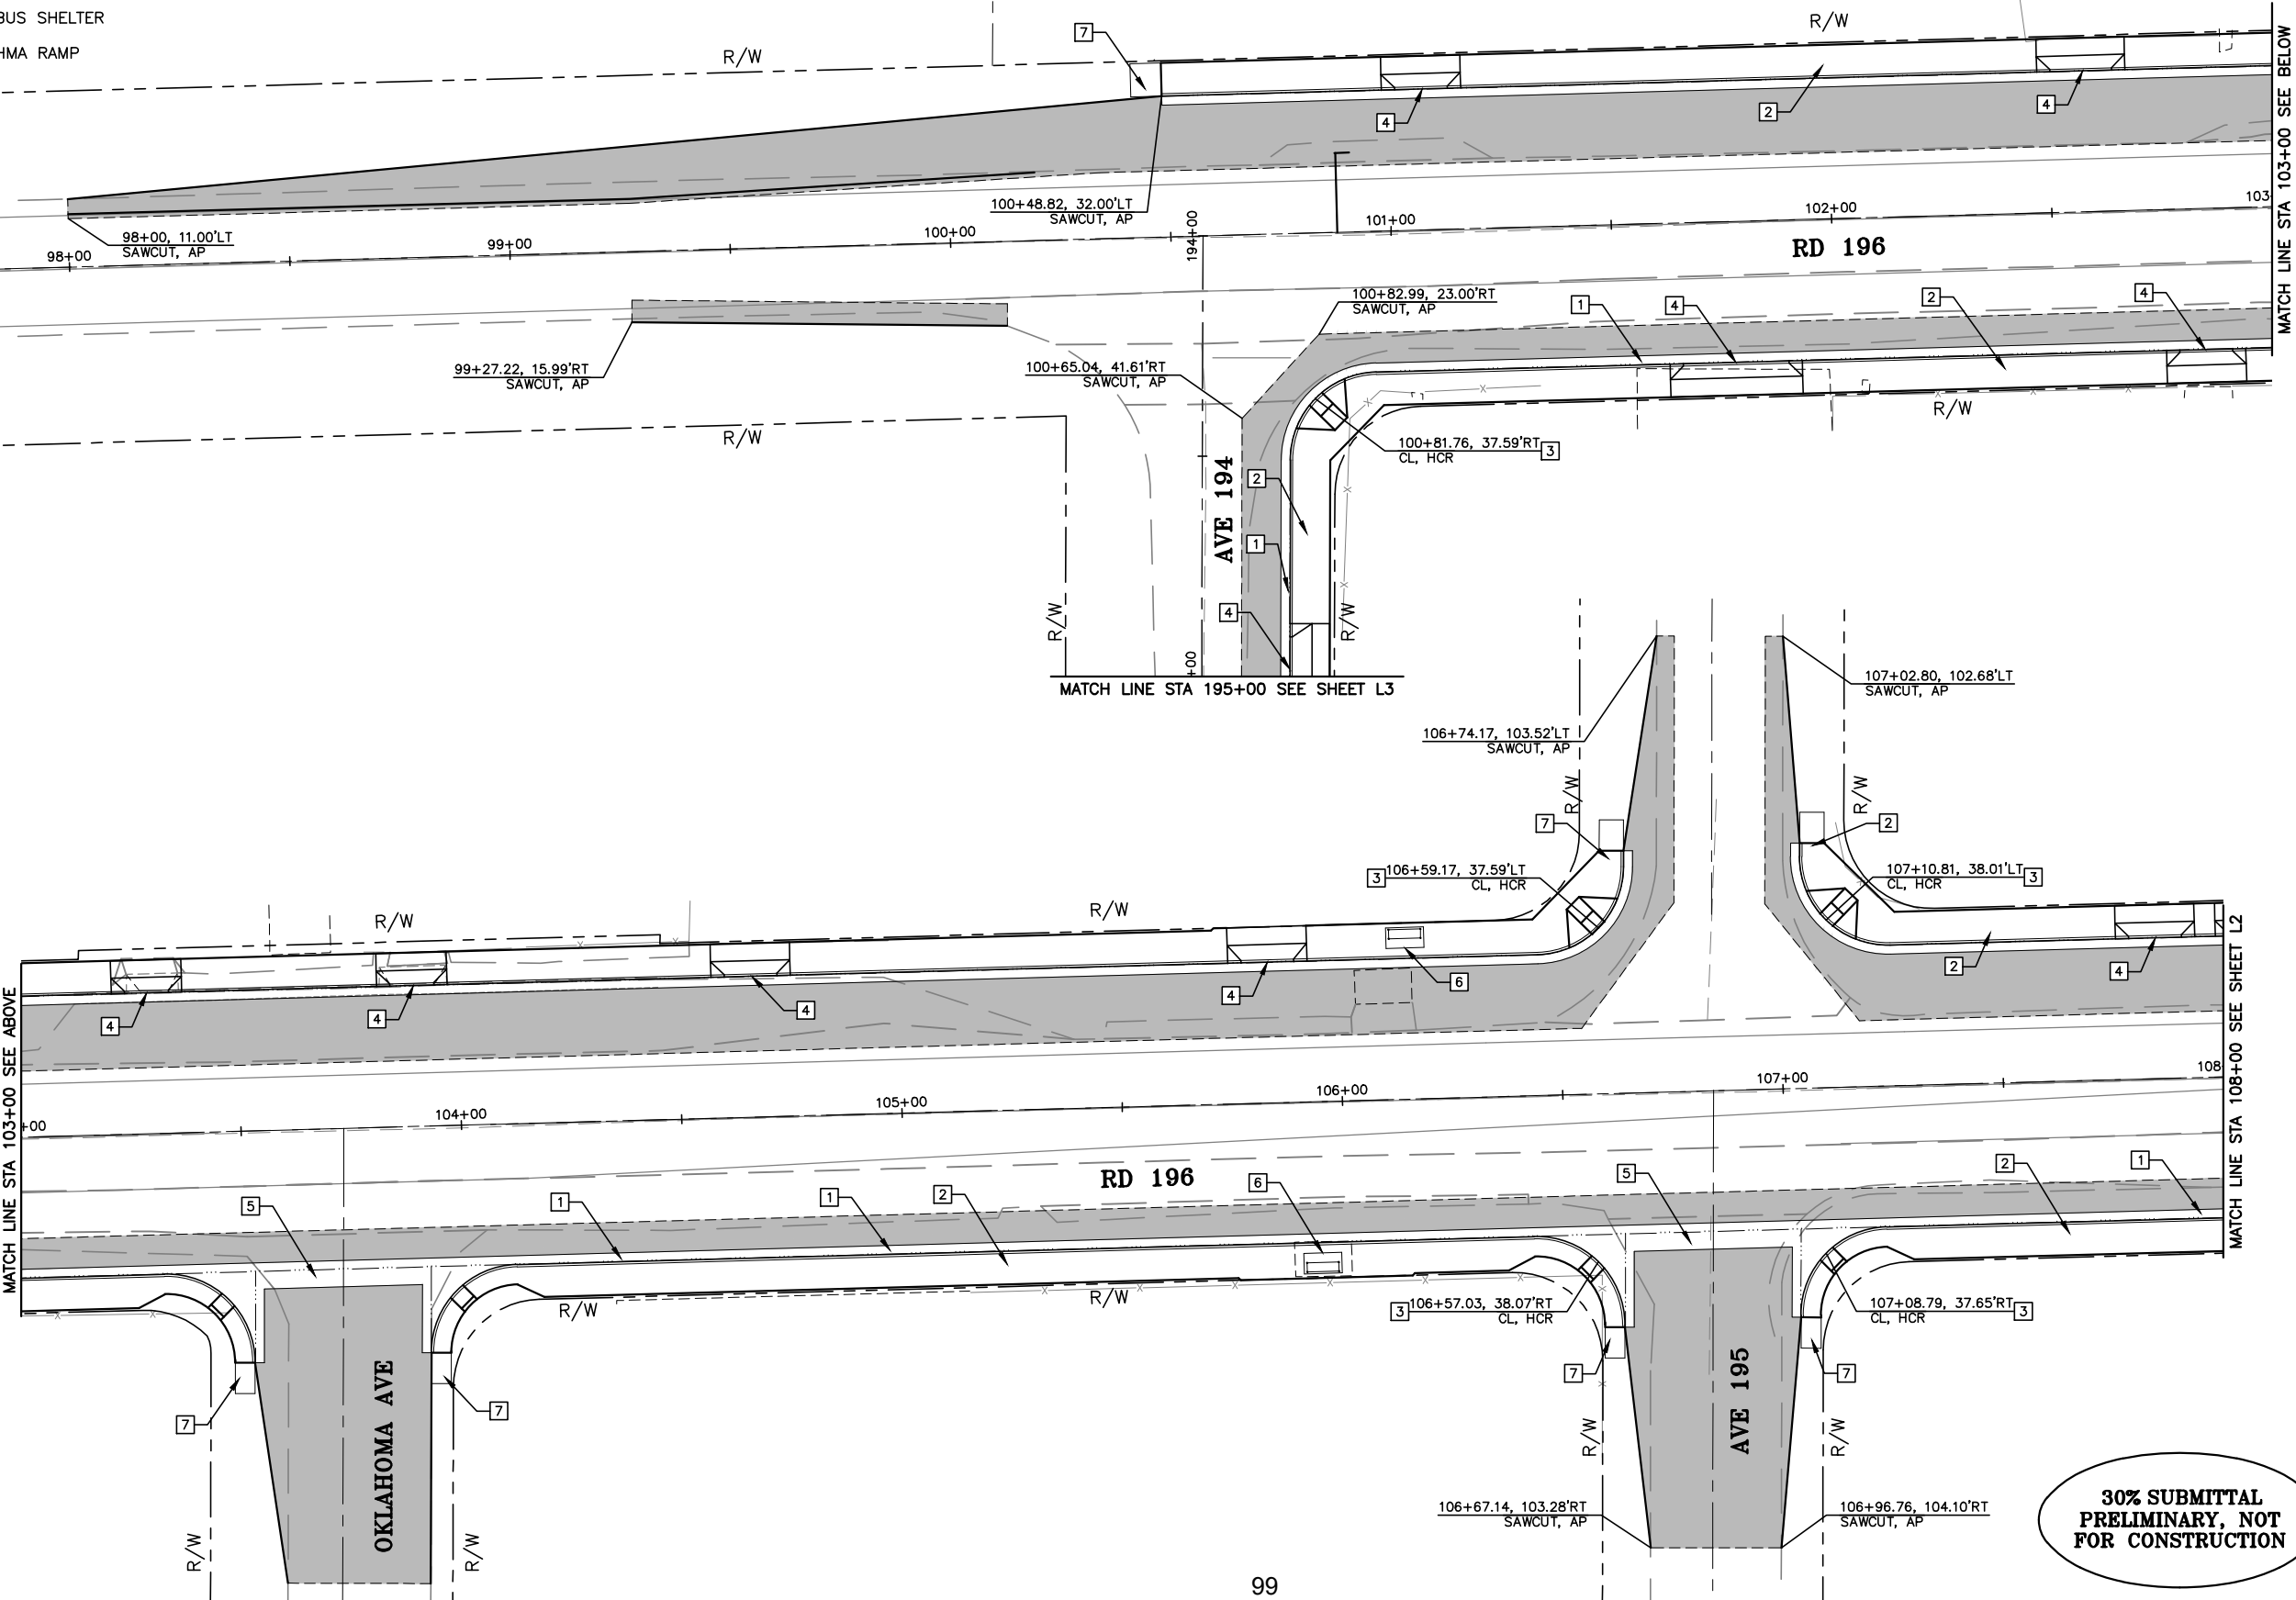 BUS SHELTER
HMA RAMP
R/W
7
R/W
4
2
4
MATCH LINE STA 103+00 SEE BELOW
100+48.82, 32.00'LT
SAWCUT, AP
98+00, 11.00'LT
SAWCUT, AP
98+00
99+00
100+00
194+00
101+00
102+00
103
RD 196
100+82.99, 23.00'RT
SAWCUT, AP
1
4
2
4
99+27.22, 15.99'RT
SAWCUT, AP
100+65.04, 41.61'RT
SAWCUT, AP
R/W
R/W
100+81.76, 37.59'RT 3
CL, HCR
AVE 194
2
1
4
R/W
R/W
+00
MATCH LINE STA 195+00 SEE SHEET L3
107+02.80, 102.68'LT
SAWCUT, AP
106+74.17, 103.52'LT
SAWCUT, AP
R/W
R/W
7
2
3 106+59.17, 37.59'LT
CL, HCR
107+10.81, 38.01'LT 3
CL, HCR
R/W
R/W
6
2
4
4
4
4
4
MATCH LINE STA 103+00 SEE ABOVE
MATCH LINE STA 108+00 SEE SHEET L2
+00
104+00
105+00
106+00
107+00
108
RD 196
5
1
1
2
6
5
2
1
R/W
R/W
3 106+57.03, 38.07'RT
CL, HCR
107+08.79, 37.65'RT 3
CL, HCR
7
7
7
7
OKLAHOMA AVE
AVE 195
R/W
R/W
R/W
R/W
106+67.14, 103.28'RT
SAWCUT, AP
106+96.76, 104.10'RT
SAWCUT, AP
30% SUBMITTAL
PRELIMINARY, NOT
FOR CONSTRUCTION
99